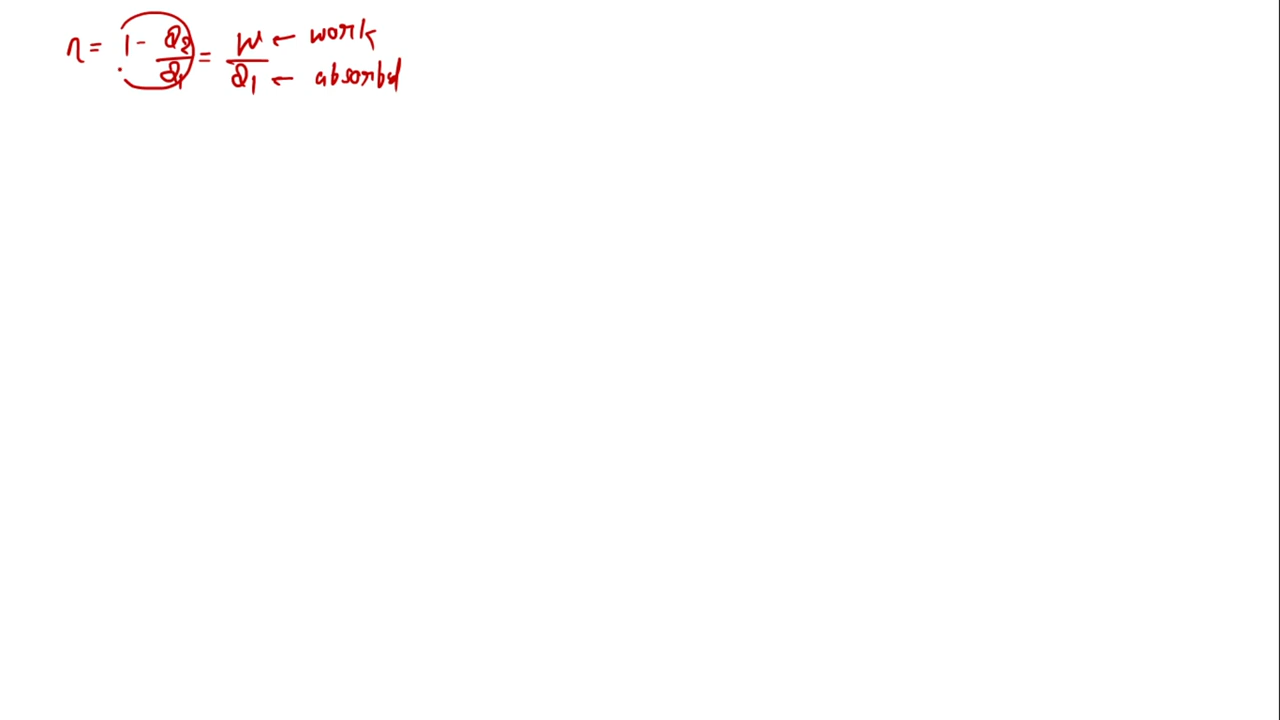 η = 1 - Q2/Q1 = W/Q1 ← work
← absorbed